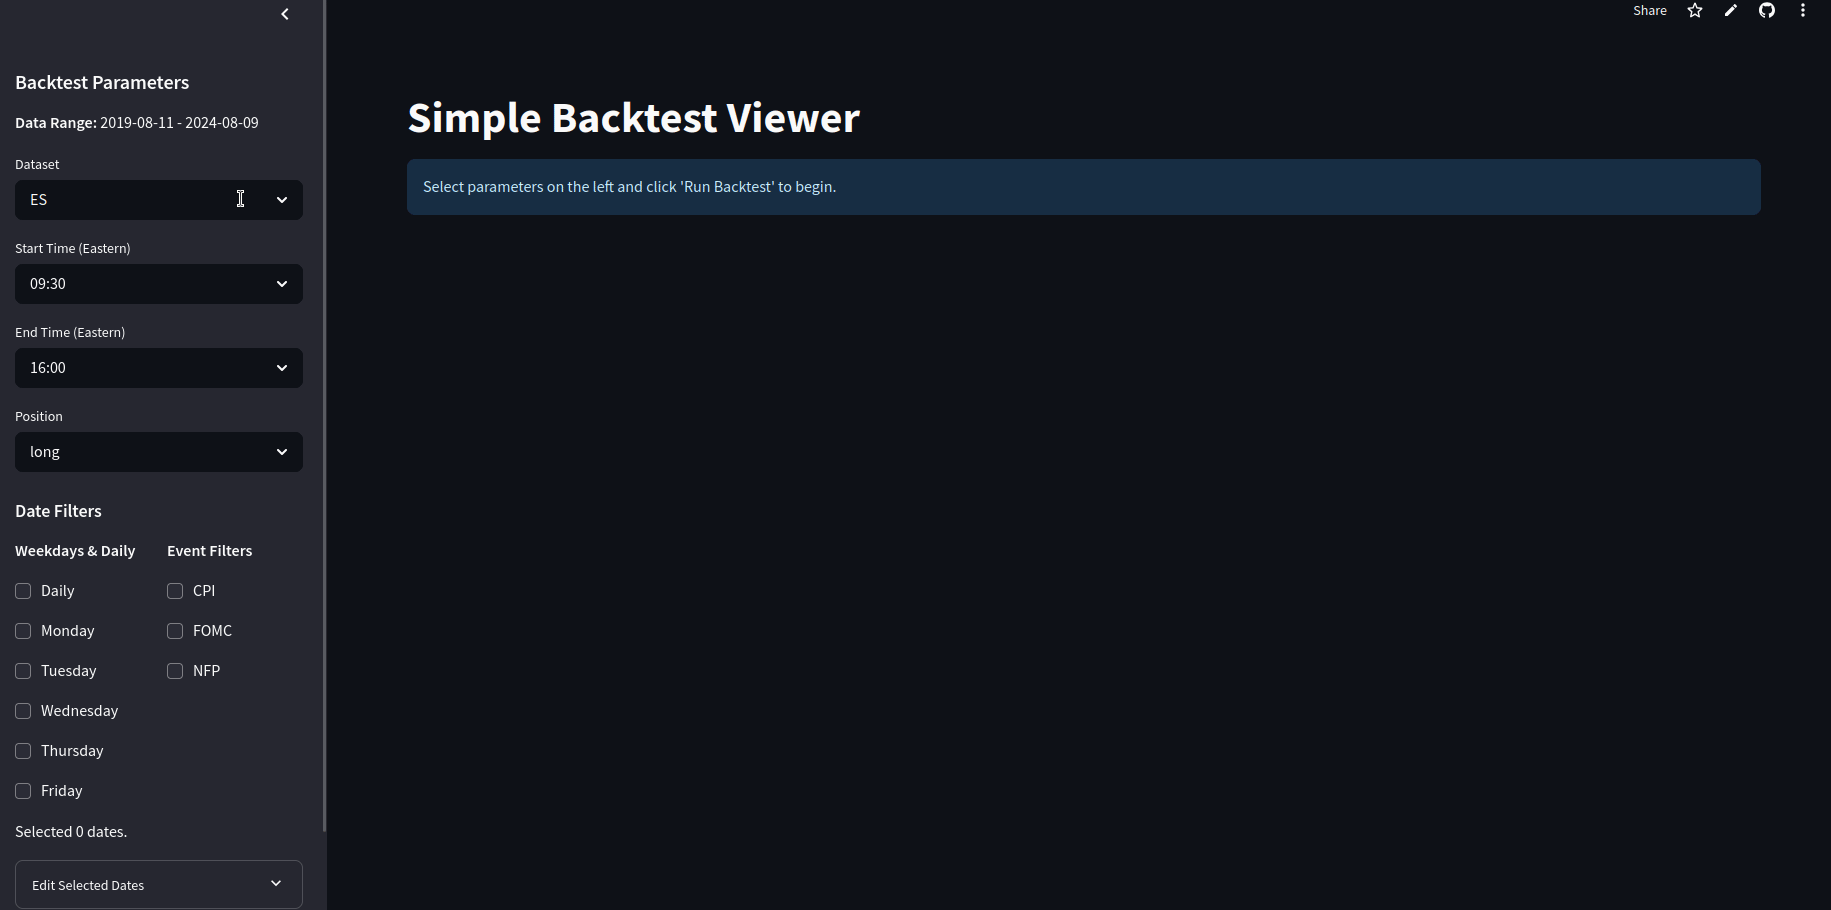 Share
Backtest Parameters
Data Range: 2019-08-11 - 2024-08-09
Dataset
ES
Start Time (Eastern)
09:30
End Time (Eastern)
16:00
Position
long
Date Filters
Weekdays & Daily
Event Filters
Daily
CPI
Monday
FOMC
Tuesday
NFP
Wednesday
Thursday
Friday
Selected 0 dates.
Edit Selected Dates
Simple Backtest Viewer
Select parameters on the left and click 'Run Backtest' to begin.